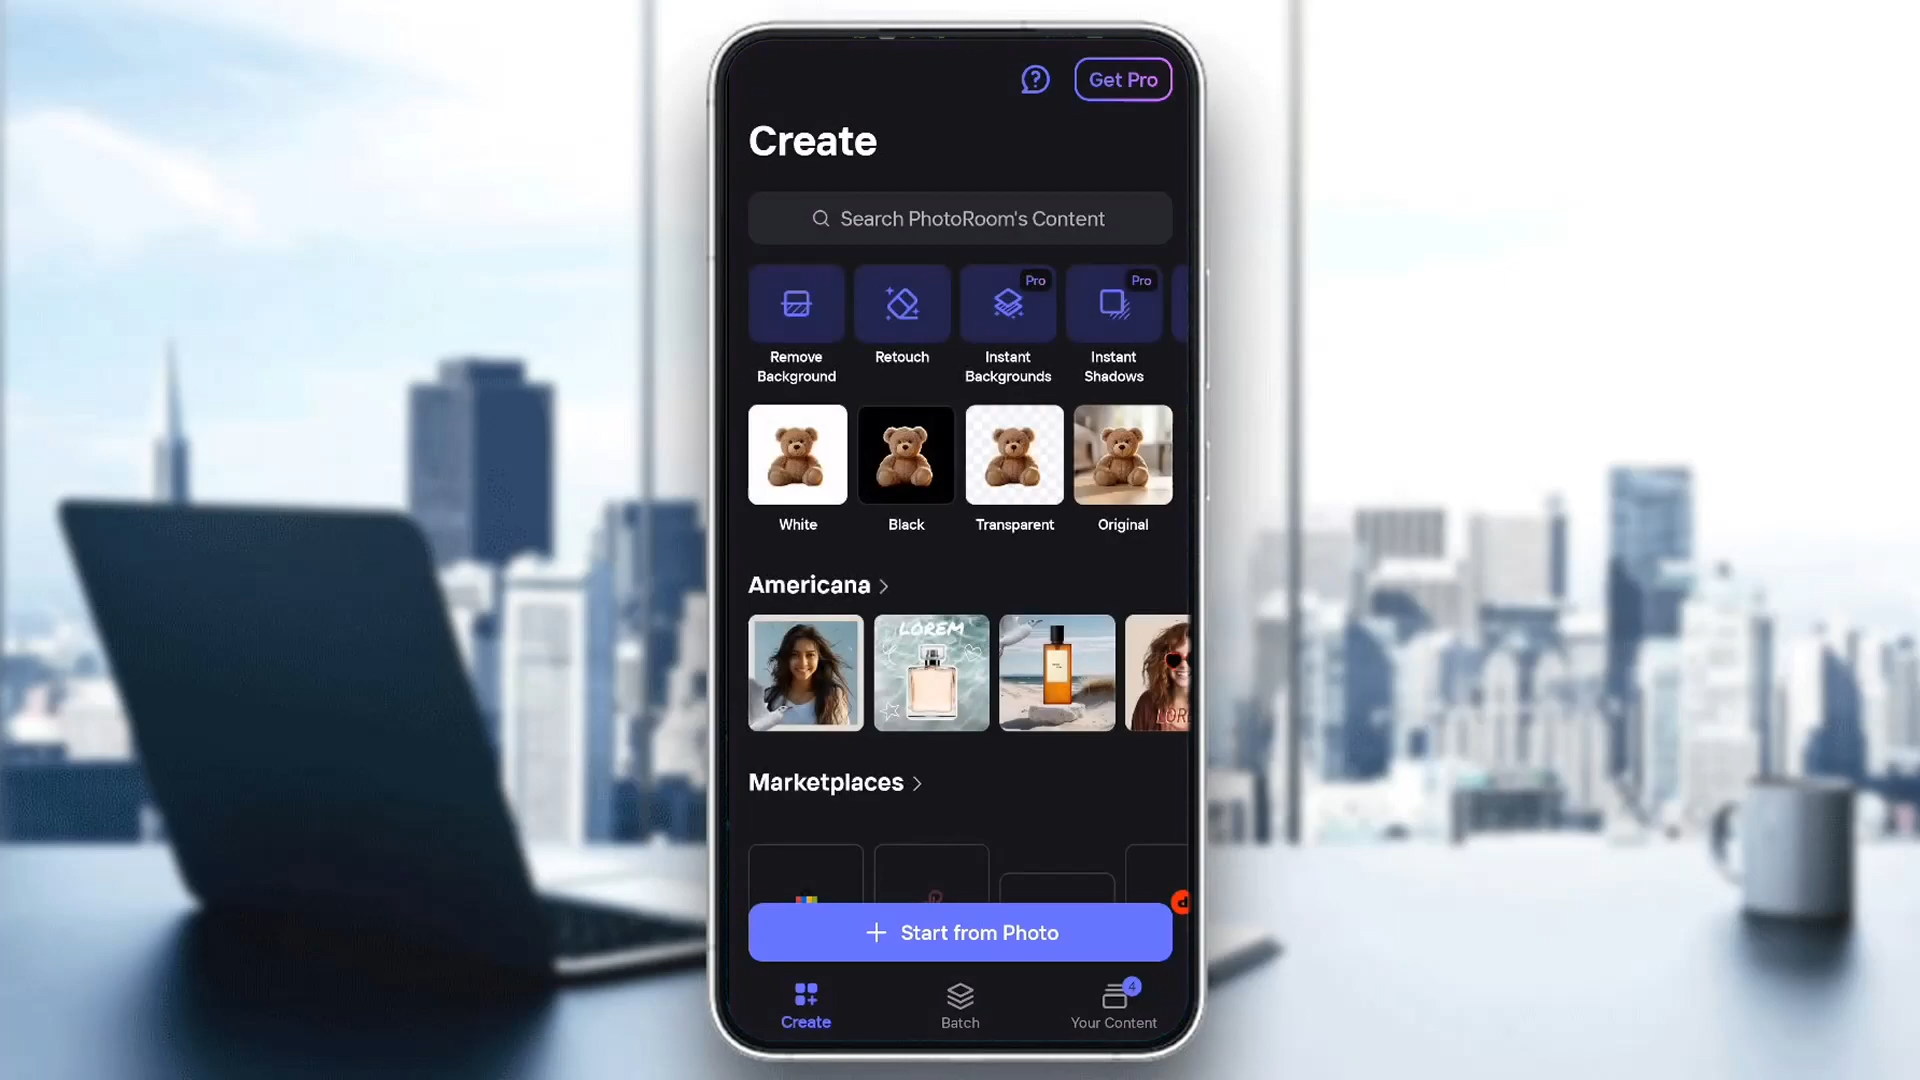 Get Pro
Create
Search PhotoRoom's Content
Pro
Pro
Remove
Background
Retouch
Instant
Backgrounds
Instant
Shadows
White
Black
Transparent
Original
Americana >
LOREM
LOR
Marketplaces >
d
+ Start from Photo
4
Create
Batch
Your Content